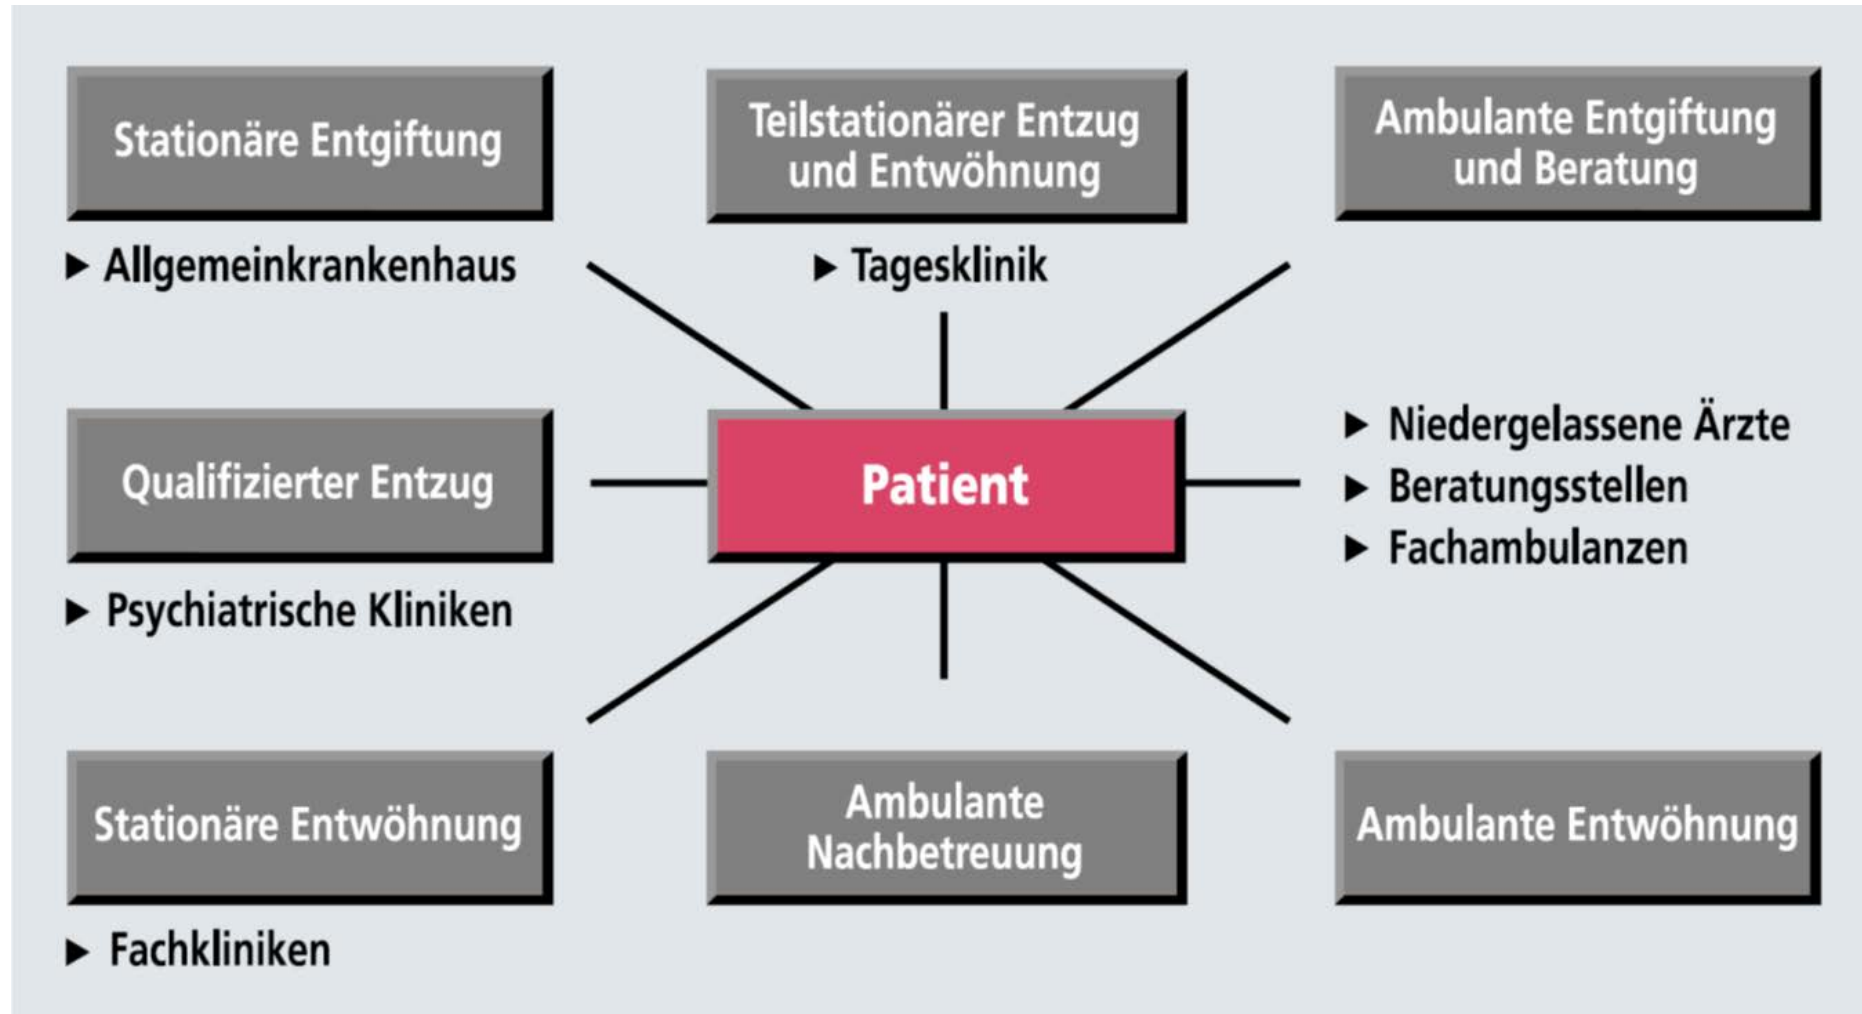 Stationäre Entgiftung
▶ Allgemeinkrankenhaus
Teilstationärer Entzug
und Entwöhnung
▶ Tagesklinik
Ambulante Entgiftung
und Beratung
Qualifizierter Entzug
▶ Psychiatrische Kliniken
Patient
▶ Niedergelassene Ärzte
▶ Beratungsstellen
▶ Fachambulanzen
Stationäre Entwöhnung
▶ Fachkliniken
Ambulante
Nachbetreuung
Ambulante Entwöhnung